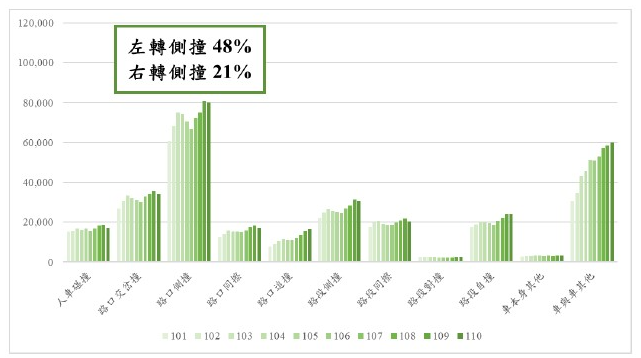 120,000
100,000
80,000
60,000
40,000
20,000
0
左轉側撞 48%
右轉側撞 21%
人車碰撞
路口交岔撞
路口側撞
路口同際
路口追撞
路段側撞
路段同際
路段對撞
路段自撞
車本身其他
車與車其他
101 102 103 104 105 106 107 108 109 110